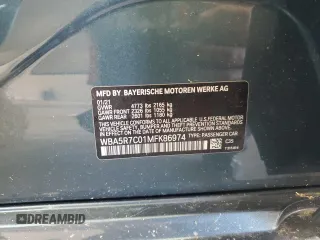 MFD BY BAYERISCHE MOTOREN WERKE AG
01/21
GVWR 4773 lbs 2165 kg
GAWR FRONT 2326 lbs 1055 kg
GAWR REAR 2601 lbs 1180 kg
THIS VEHICLE CONFORMS TO ALL APPLICABLE U.S. FEDERAL MOTOR
VEHICLE SAFETY, BUMPER, AND THEFT PREVENTION STANDARDS IN
EFFECT ON THE DATE OF MANUFACTURE SHOWN ABOVE.
WBA5R7C01MFK86974 TYPE: PASSENGER CAR
DREAMBID